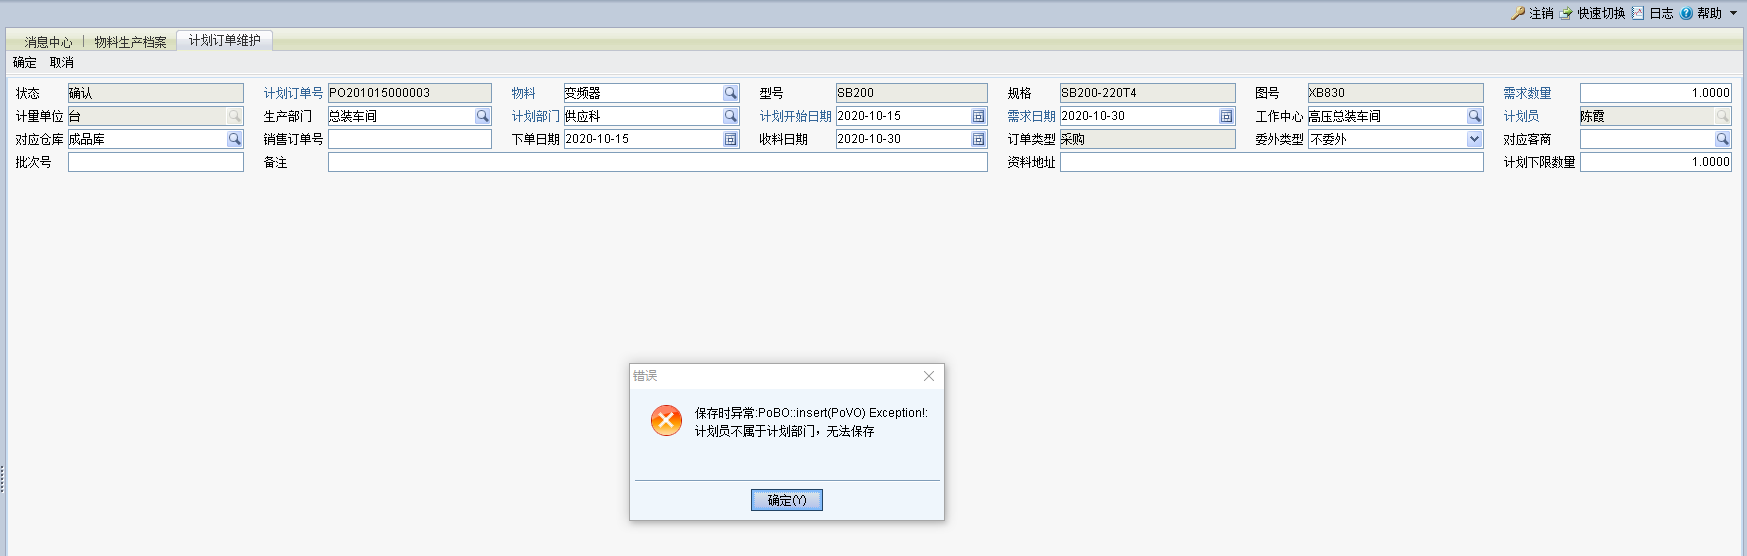 注销 快速切换 日志 帮助
消息中心 物料生产档案 计划订单维护
确定 取消
状态 确认 计划订单号 PO201015000003 物料 变频器 型号 SB200 规格 SB200-220T4 图号 XB830 需求数量 1.0000
计量单位 台 生产部门 总装车间 计划部门 供应科 计划开始日期 2020-10-15 需求日期 2020-10-30 工作中心 高压总装车间 计划员 陈霞
对应仓库 成品库 销售订单号 下单日期 2020-10-15 收料日期 2020-10-30 订单类型 采购 委外类型 不委外 对应客商
批次号 备注 资料地址 计划下限数量 1.0000
错误
保存时异常:PoBO::insert(PoVO) Exception!:
计划员不属于计划部门，无法保存
确定(Y)